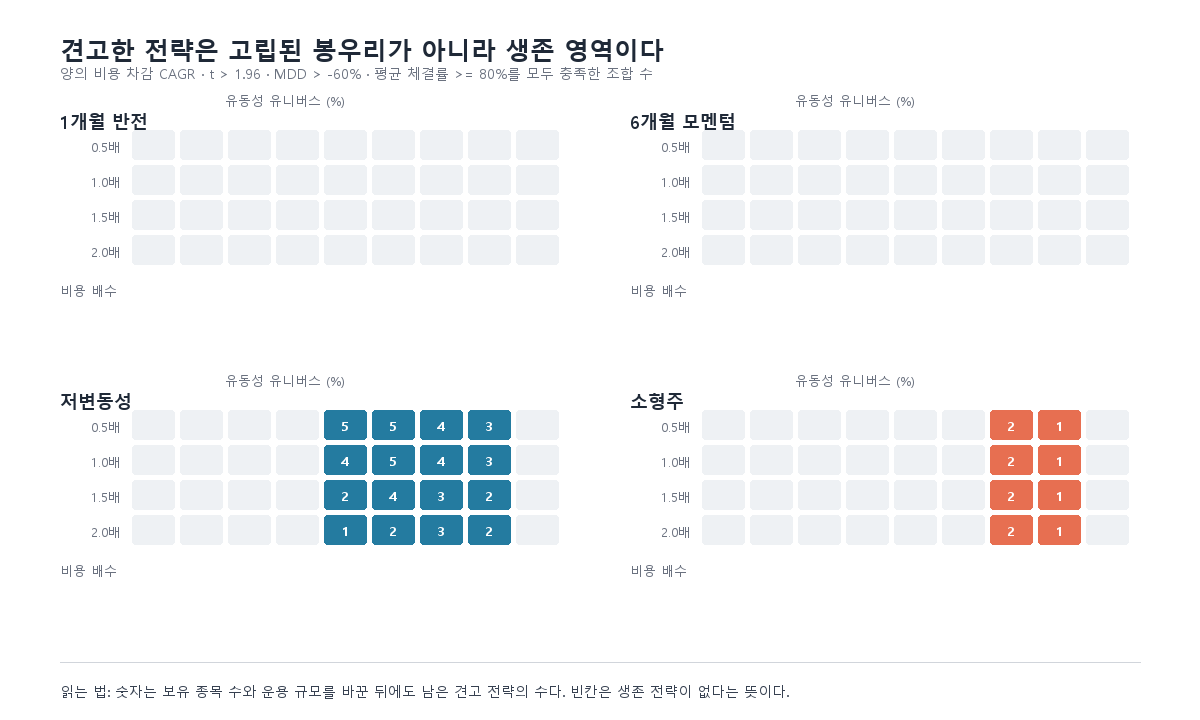 견고한 전략은 고립된 봉우리가 아니라 생존 영역이다
양의 비용 차감 CAGR · t > 1.96 · MDD > -60% · 평균 체결률 >= 80%를 모두 충족한 조합 수
유동성 유니버스 (%)
1개월 반전
0.5배
1.0배
1.5배
2.0배
비용 배수
유동성 유니버스 (%)
6개월 모멘텀
0.5배
1.0배
1.5배
2.0배
비용 배수
유동성 유니버스 (%)
저변동성
0.5배 5 5 4 3
1.0배 4 5 4 3
1.5배 2 4 3 2
2.0배 1 2 3 2
비용 배수
유동성 유니버스 (%)
소형주
0.5배 2 1
1.0배 2 1
1.5배 2 1
2.0배 2 1
비용 배수
읽는 법: 숫자는 보유 종목 수와 운용 규모를 바꾼 뒤에도 남은 견고 전략의 수다. 빈칸은 생존 전략이 없다는 뜻이다.